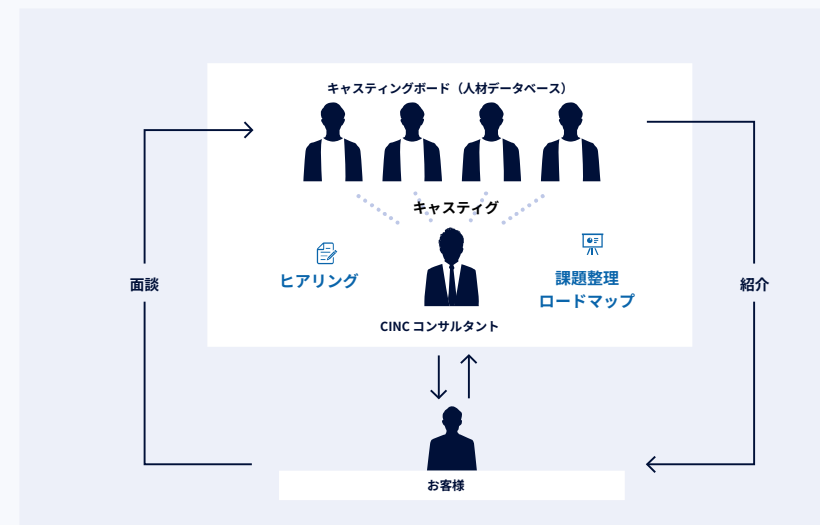 キャスティングボード（人材データベース）
キャスティグ
ヒアリング
課題整理
ロードマップ
面談
紹介
CINC コンサルタント
お客様